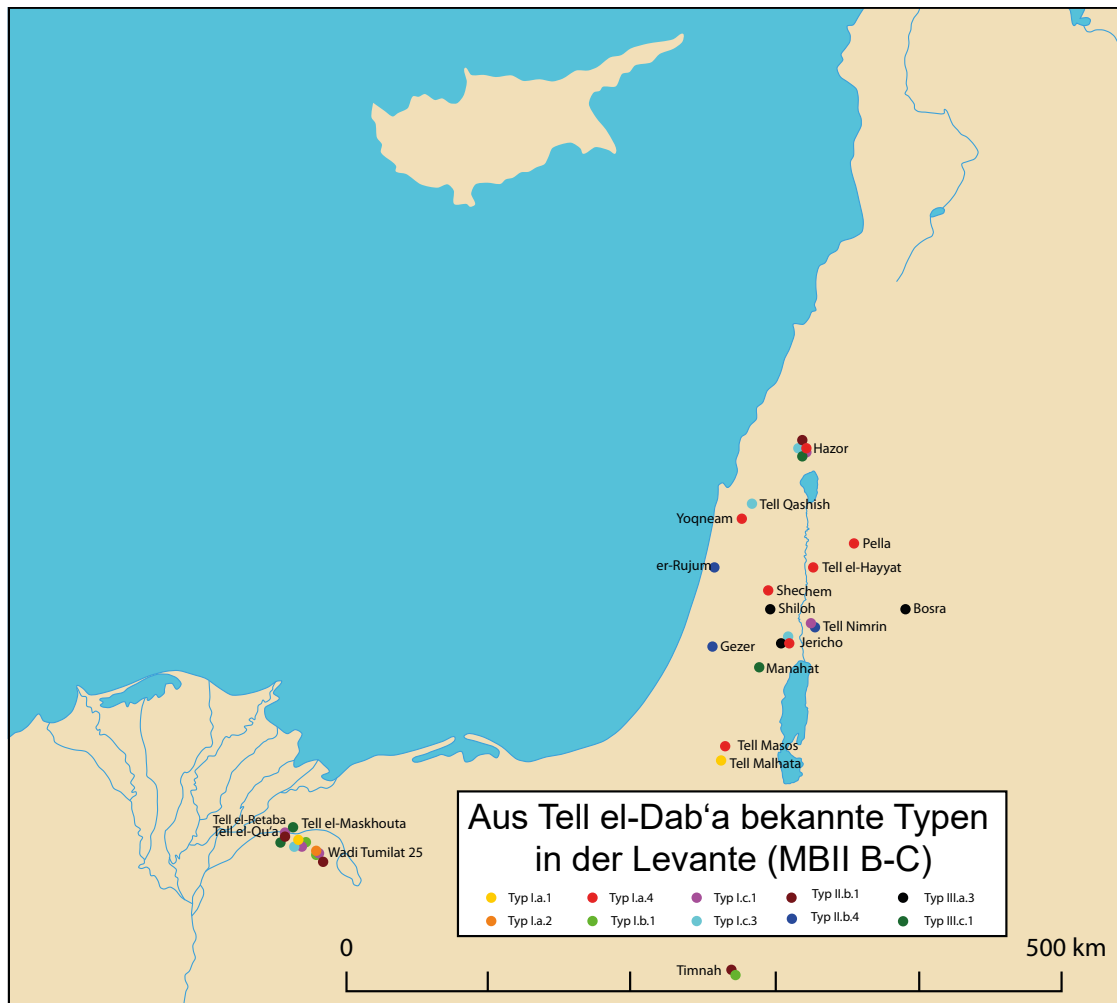 Hazor
Tell Qashish
Yoqneam
Pella
er-Rujum
Tell el-Hayyat
Shechem
Shiloh
Bosra
Tell Nimrin
Gezer
Jericho
Manahat
Tell Masos
Tell Malhata
Tell el-Retaba
Tell el-Maskhouta
Tell el-Qu'a
Wadi Tumilat 25
Aus Tell el-Dab‘a bekannte Typen
in der Levante (MBII B-C)
Typ I.a.1 Typ I.a.4 Typ I.c.1 Typ II.b.1 Typ III.a.3
Typ I.a.2 Typ I.b.1 Typ I.c.3 Typ II.b.4 Typ III.c.1
0 500 km
Timnah